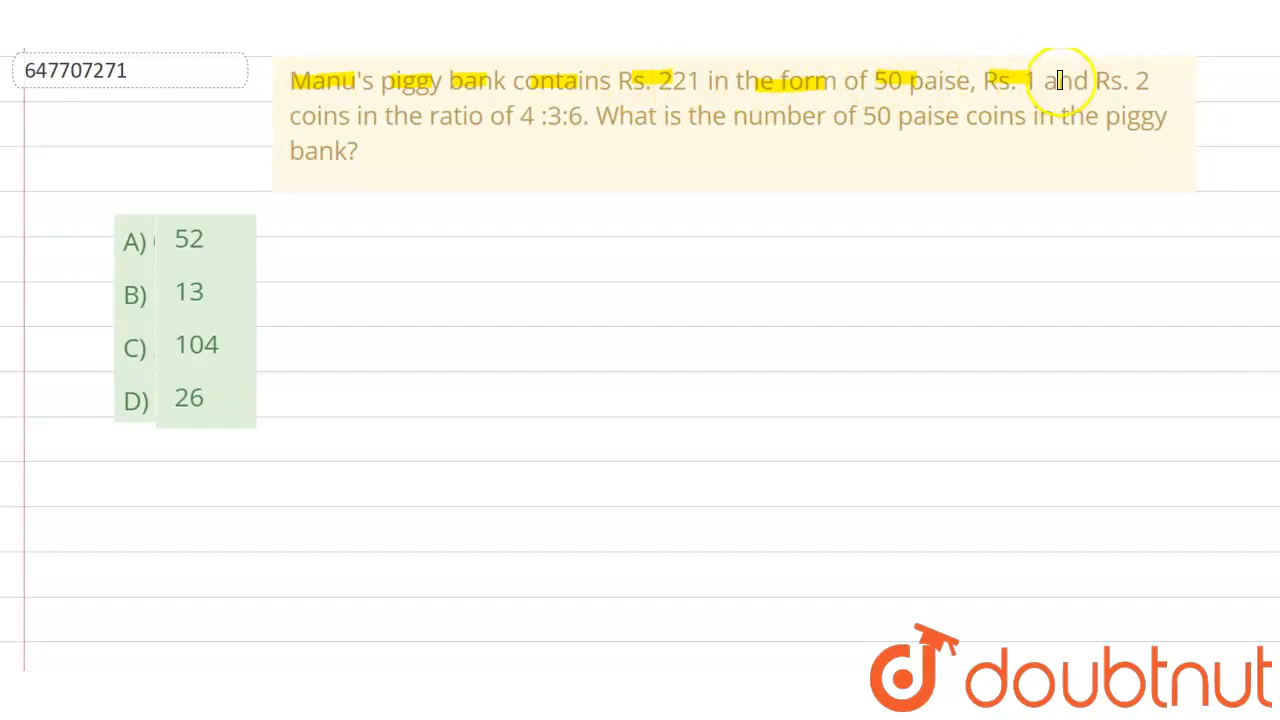 647707271
Manu's piggy bank contains Rs. 221 in the form of 50 paise, Rs. 1 and Rs. 2
coins in the ratio of 4 :3:6. What is the number of 50 paise coins in the piggy
bank?
A) 52
B) 13
C) 104
D) 26
doubtnut